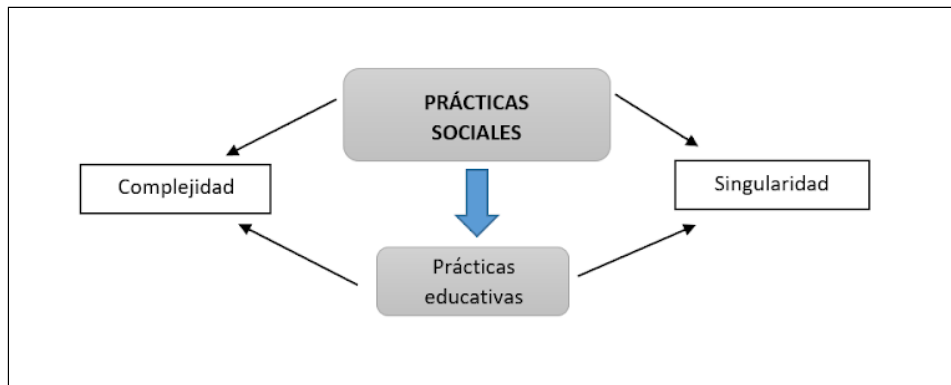 PRÁCTICAS
SOCIALES
Complejidad
Singularidad
Prácticas
educativas